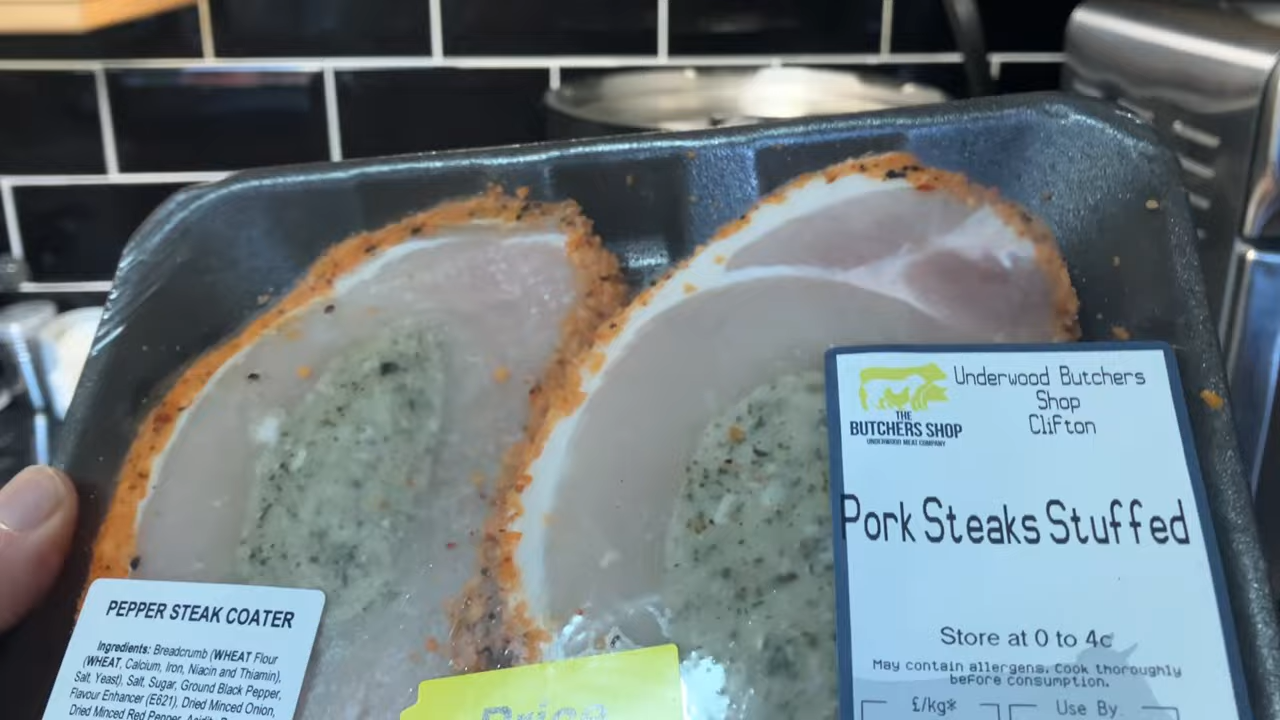 PEPPER STEAK COATER
Ingredients: Breadcrumb (WHEAT Flour
(WHEAT, Calcium, Iron, Niacin and Thiamin),
Salt, Yeast), Salt, Sugar, Ground Black Pepper,
Flavour Enhancer (E621), Dried Minced Onion,
Dried Minced Red Pepper,
Price
THE
BUTCHERS SHOP
UNDERWOOD MEAT COMPANY
Underwood Butchers
Shop
Clifton
Pork Steaks Stuffed
Store at 0 to 4c
May contain allergens. Cook thoroughly
before consumption.
£/kg*
Use By